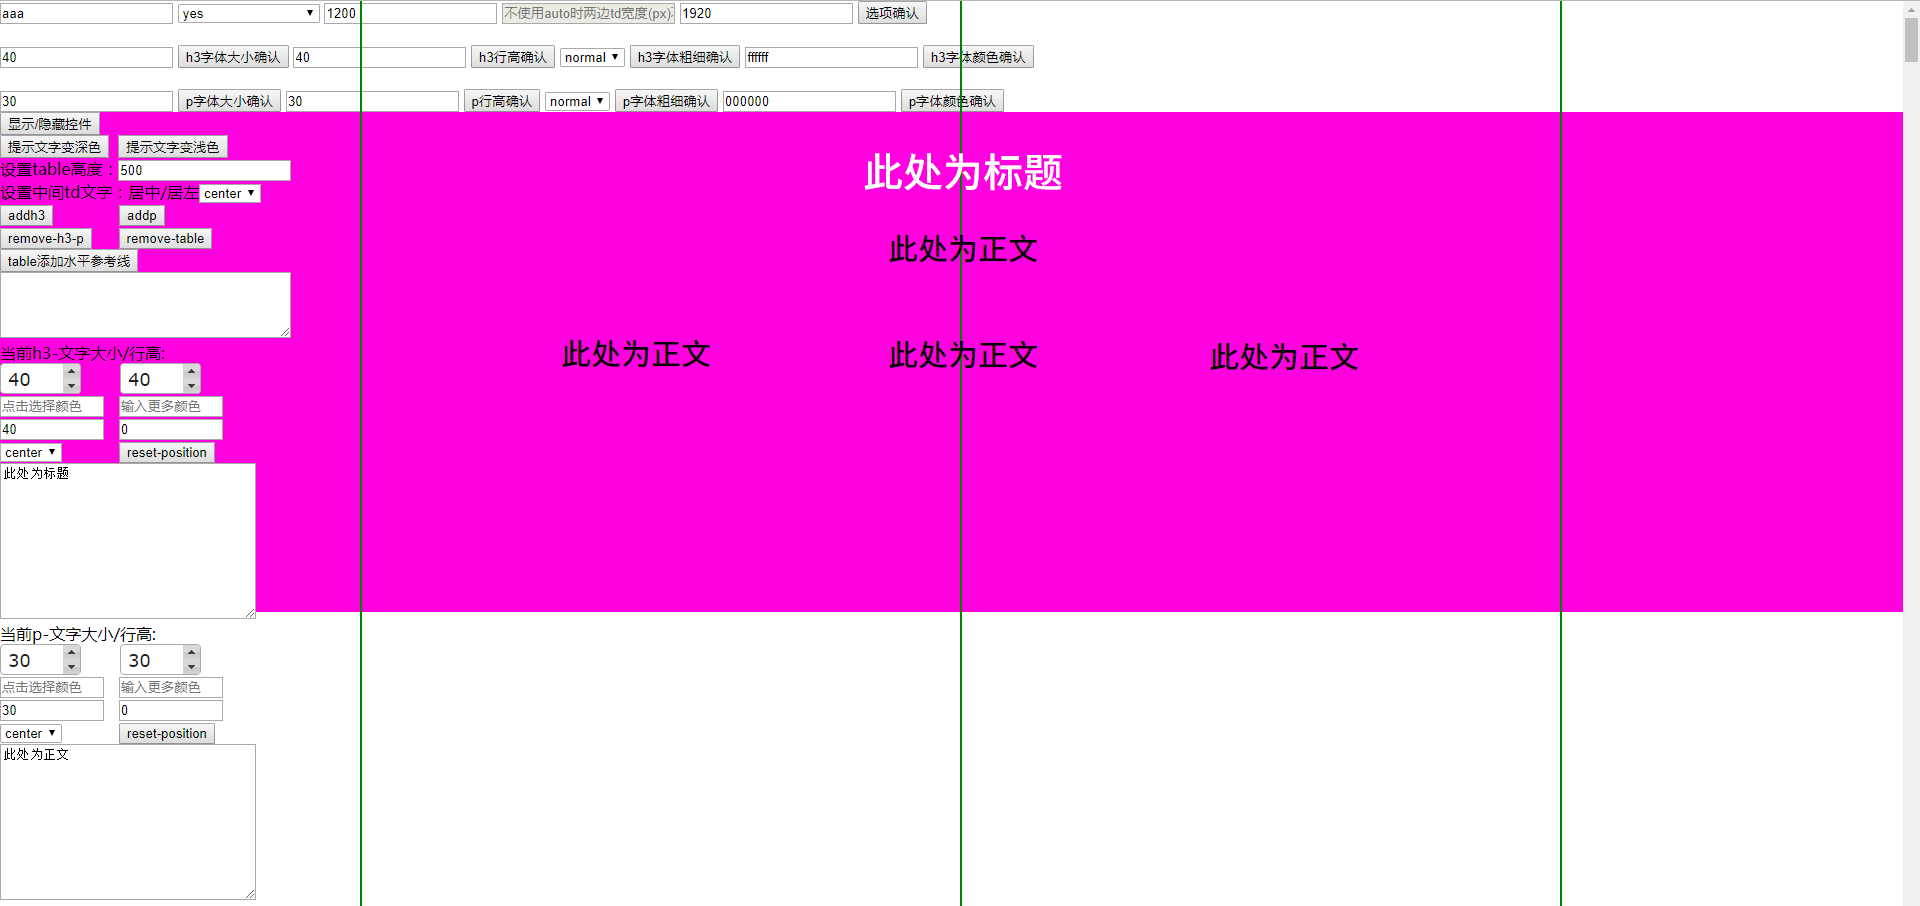 aaa yes 1200 不使用auto时两边td宽度(px) 1920 选项确认
40 h3字体大小确认 40 h3行高确认 normal h3字体粗细确认 ffffff h3字体颜色确认
30 p字体大小确认 30 p行高确认 normal p字体粗细确认 000000 p字体颜色确认
显示/隐藏控件
提示文字变深色 提示文字变浅色
设置table高度：500
设置中间td文字：居中/居左 center
addh3 addp
remove-h3-p remove-table
table添加水平参考线
此处为标题
此处为正文
此处为正文 此处为正文 此处为正文
当前h3-文字大小/行高:
40 40
点击选择颜色 输入更多颜色
40 0
center reset-position
此处为标题
当前p-文字大小/行高:
30 30
点击选择颜色 输入更多颜色
30 0
center reset-position
此处为正文